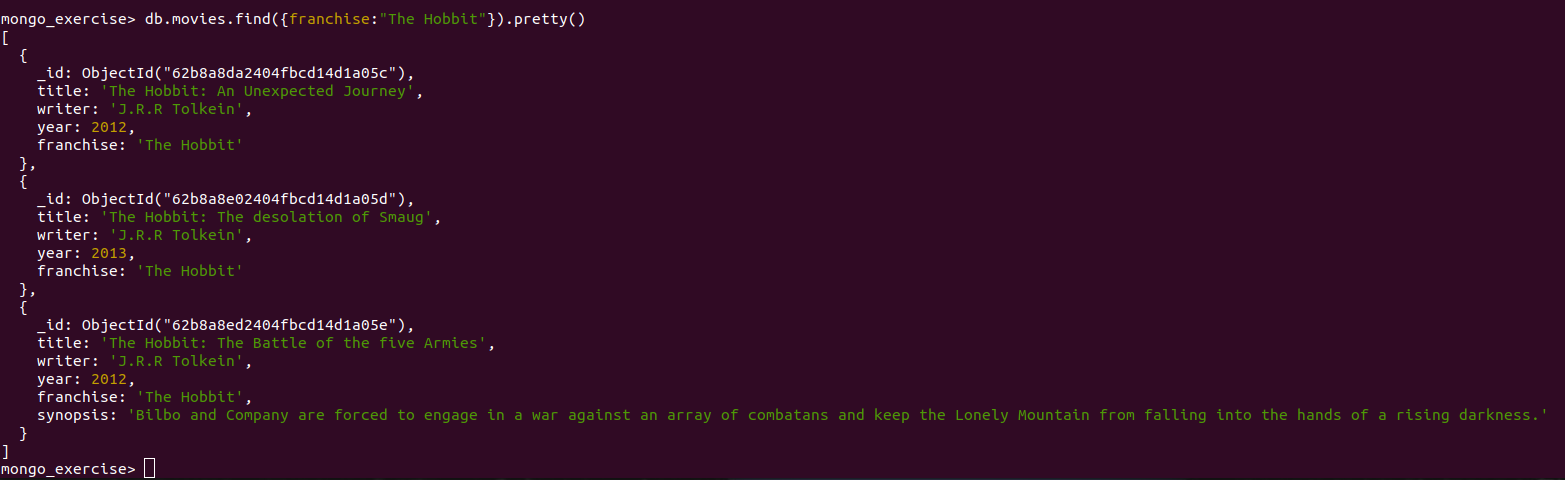 mongo_exercise> db.movies.find({franchise:"The Hobbit"}).pretty()
[
  {
    _id: ObjectId("62b8a8da2404fbcd14d1a05c"),
    title: 'The Hobbit: An Unexpected Journey',
    writer: 'J.R.R Tolkein',
    year: 2012,
    franchise: 'The Hobbit'
  },
  {
    _id: ObjectId("62b8a8e02404fbcd14d1a05d"),
    title: 'The Hobbit: The desolation of Smaug',
    writer: 'J.R.R Tolkein',
    year: 2013,
    franchise: 'The Hobbit'
  },
  {
    _id: ObjectId("62b8a8ed2404fbcd14d1a05e"),
    title: 'The Hobbit: The Battle of the five Armies',
    writer: 'J.R.R Tolkein',
    year: 2012,
    franchise: 'The Hobbit',
    synopsis: 'Bilbo and Company are forced to engage in a war against an array of combatans and keep the Lonely Mountain from falling into the hands of a rising darkness.'
  }
]
mongo_exercise>